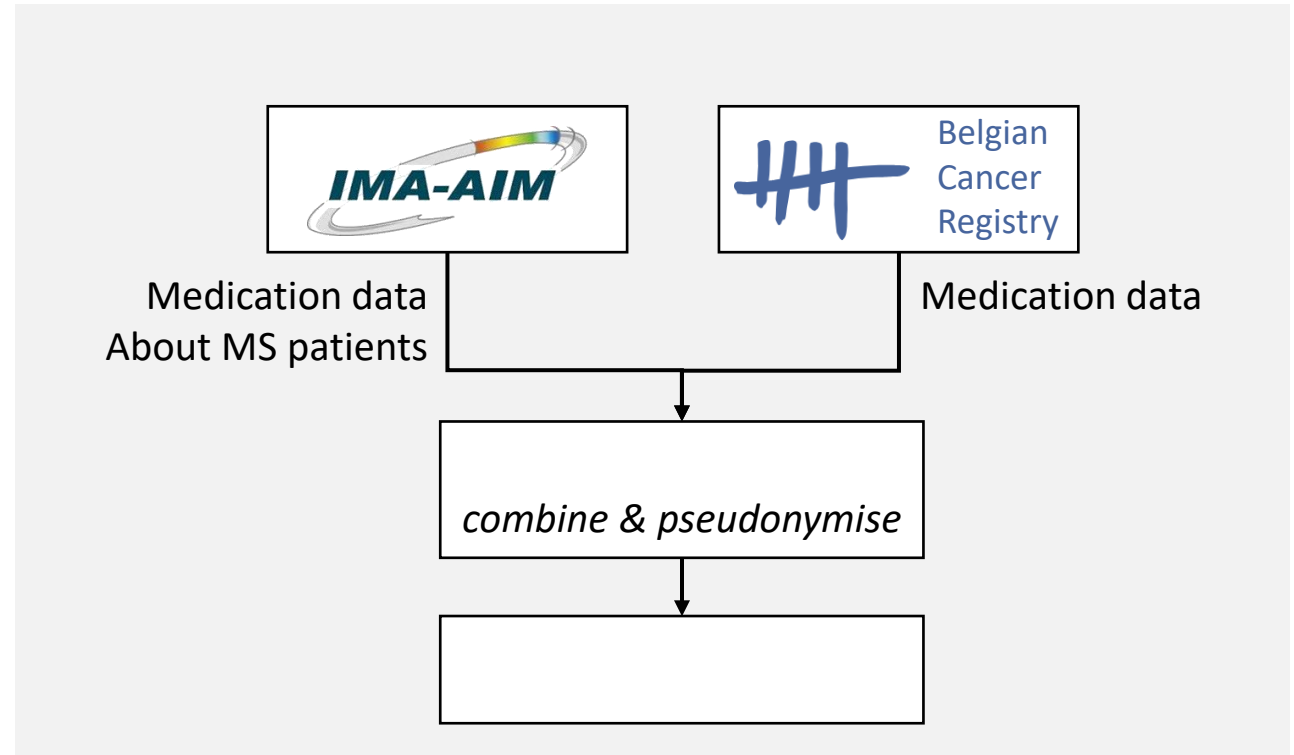 IMA-AIM
Belgian
Cancer
Registry
Medication data
About MS patients
Medication data
combine & pseudonymise